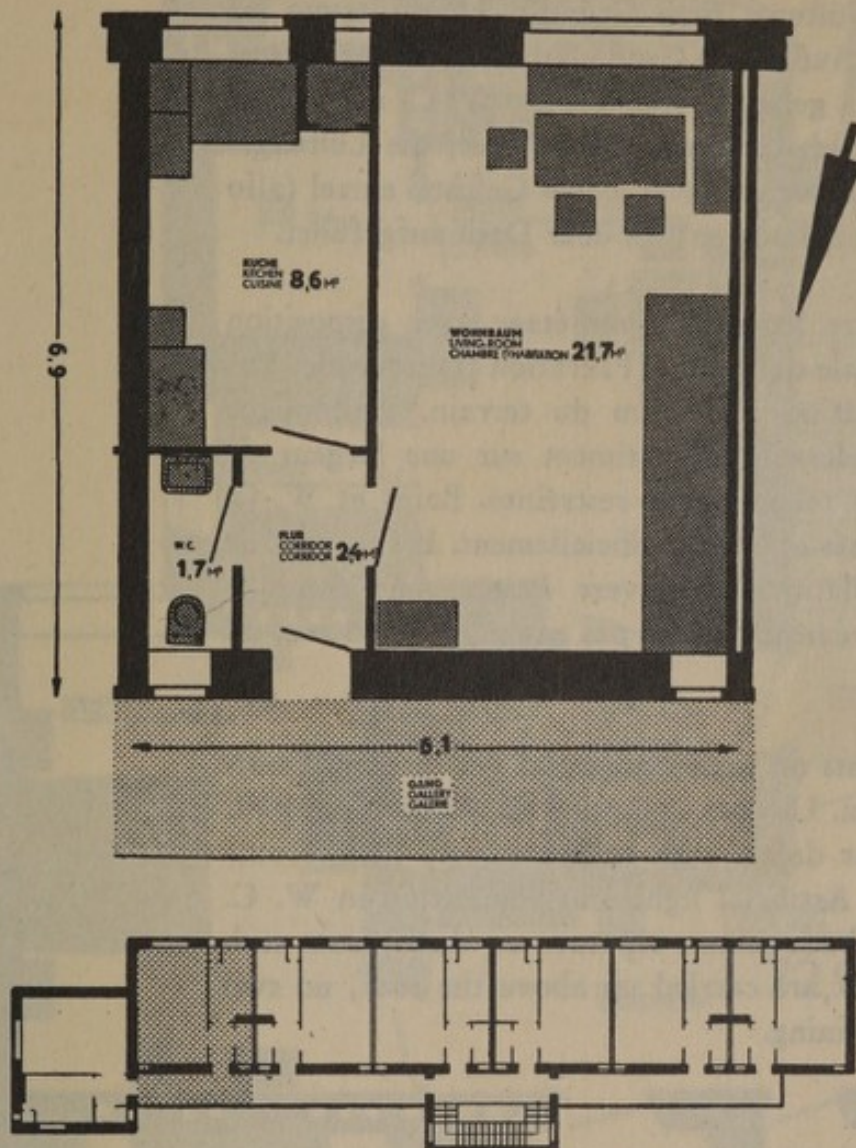 6,9
KÜCHE
KITCHEN
CUISINE 8,6 M²
WOHNRAUM
LIVING-ROOM
CHAMBRE D'HABITATION 21,7 M²
W.C.
1,7 M²
FLUR
CORRIDOR
CORRIDOR 2,4 M²
6,1
GANG
GALLERY
GALERIE